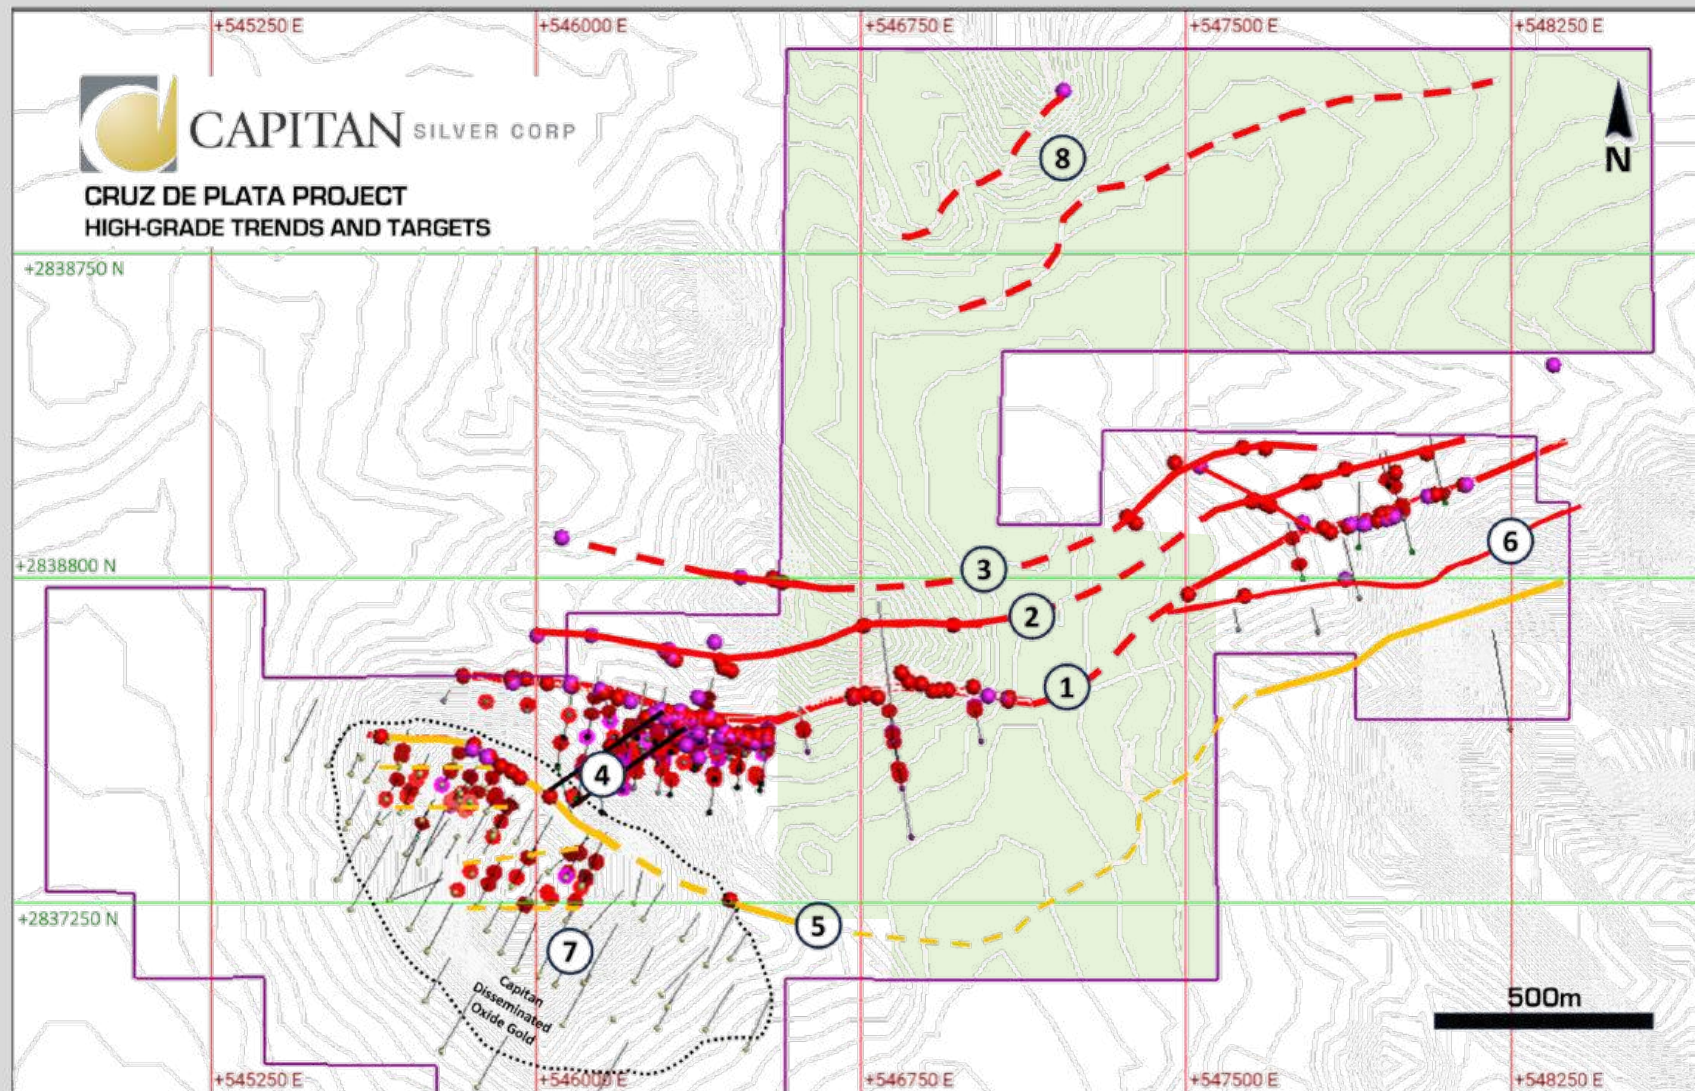 +545250 E
+546000 E
+546750 E
+547500 E
+548250 E
CAPITAN SILVER CORP
CRUZ DE PLATA PROJECT
HIGH-GRADE TRENDS AND TARGETS
N
8
+2838750 N
+2838800 N
3
6
2
1
4
+2837250 N
5
7
Capitan
Disseminated
Oxide Gold
500m
+545250 E
+546000 E
+546750 E
+547500 E
+548250 E